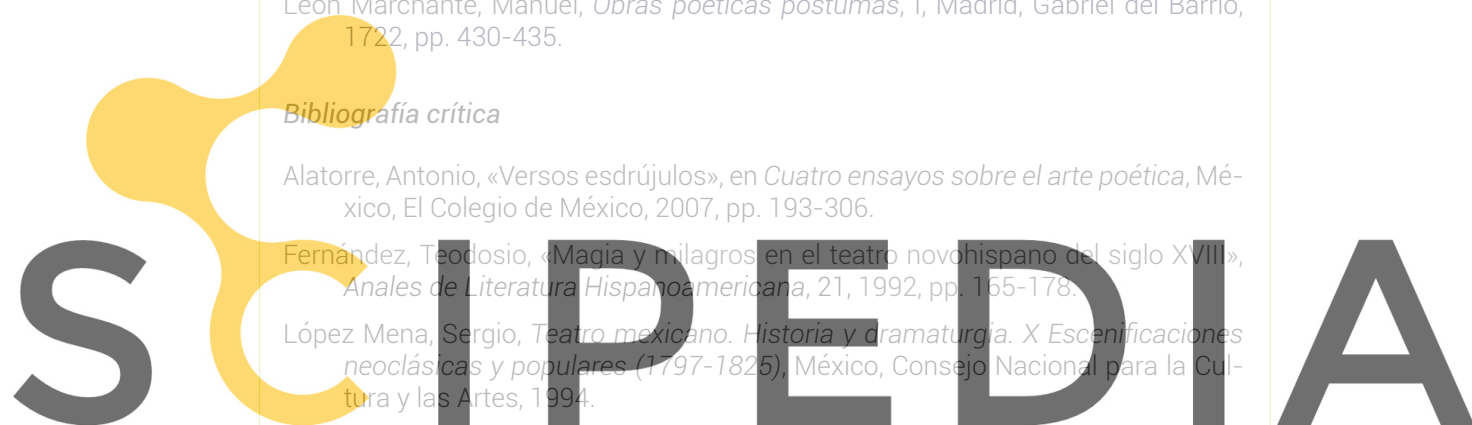 León Marchante, Manuel, Obras poéticas póstumas, I, Madrid, Gabriel del Barrio,
1722, pp. 430-435.
Bibliografía crítica
Alatorre, Antonio, «Versos esdrújulos», en Cuatro ensayos sobre el arte poética, Mé-
xico, El Colegio de México, 2007, pp. 193-306.
Fernández, Teodosio, «Magia y milagros en el teatro novohispano del siglo XVIII»,
Anales de Literatura Hispanoamericana, 21, 1992, pp. 165-178.
López Mena, Sergio, Teatro mexicano. Historia y dramaturgia. X Escenificaciones
neoclásicas y populares (1797-1825), México, Consejo Nacional para la Cul-
tura y las Artes, 1994.
SCIPEDIA